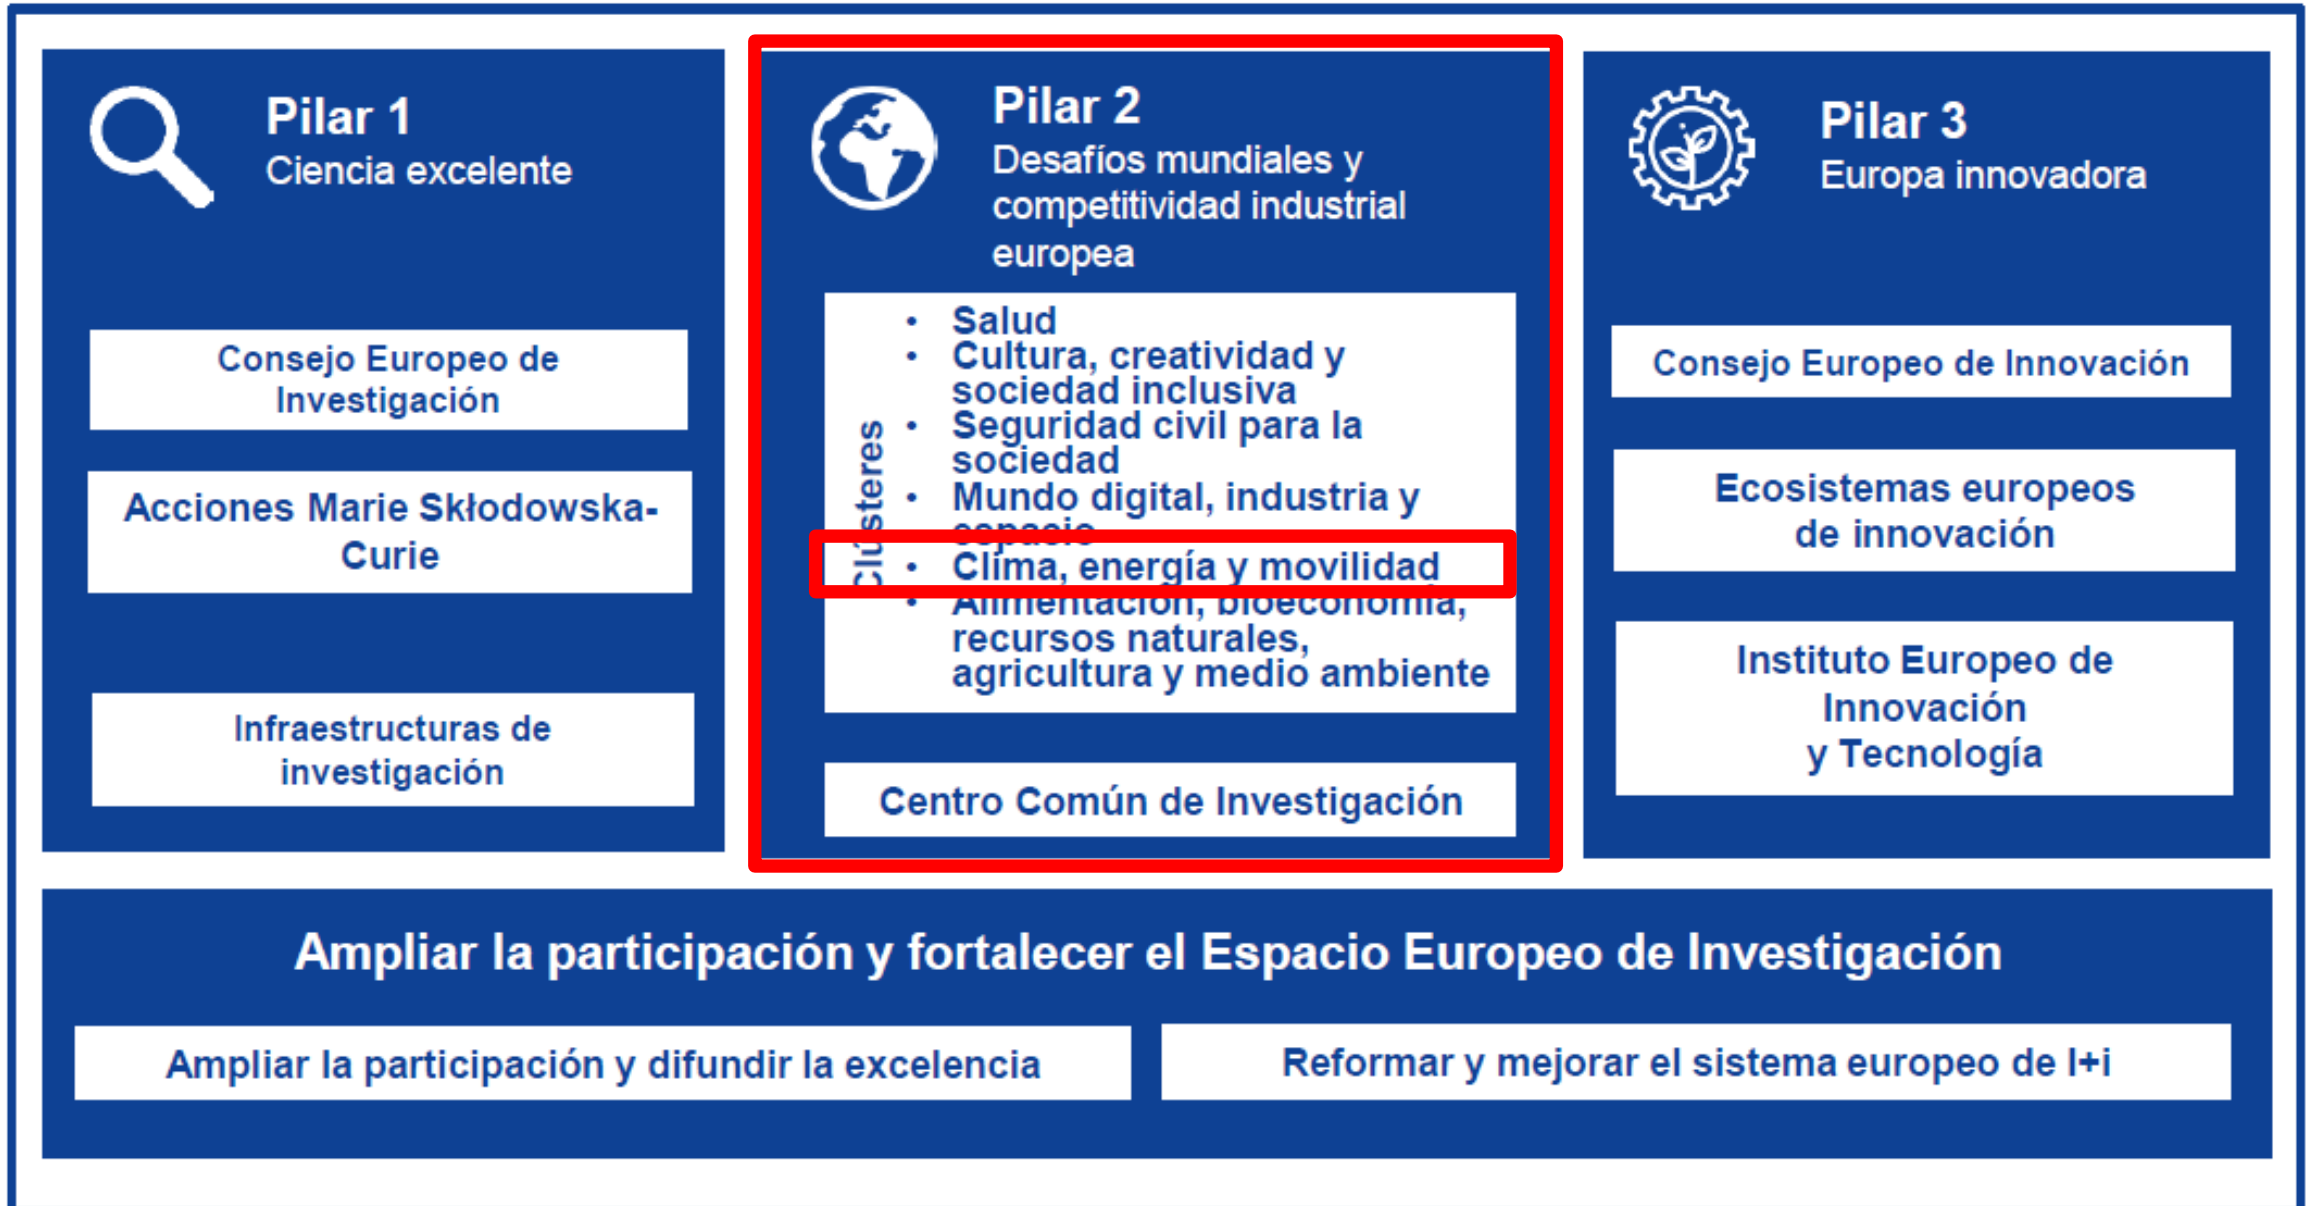 Pilar 1
Ciencia excelente
Consejo Europeo de
Investigación
Acciones Marie Skłodowska-
Curie
Infraestructuras de
investigación
Pilar 2
Desafíos mundiales y
competitividad industrial
europea
Clústeres
• Salud
• Cultura, creatividad y
sociedad inclusiva
• Seguridad civil para la
sociedad
• Mundo digital, industria y
espacio
• Clima, energía y movilidad
• Alimentación, bioeconomía,
recursos naturales,
agricultura y medio ambiente
Centro Común de Investigación
Pilar 3
Europa innovadora
Consejo Europeo de Innovación
Ecosistemas europeos
de innovación
Instituto Europeo de
Innovación
y Tecnología
Ampliar la participación y fortalecer el Espacio Europeo de Investigación
Ampliar la participación y difundir la excelencia
Reformar y mejorar el sistema europeo de I+i